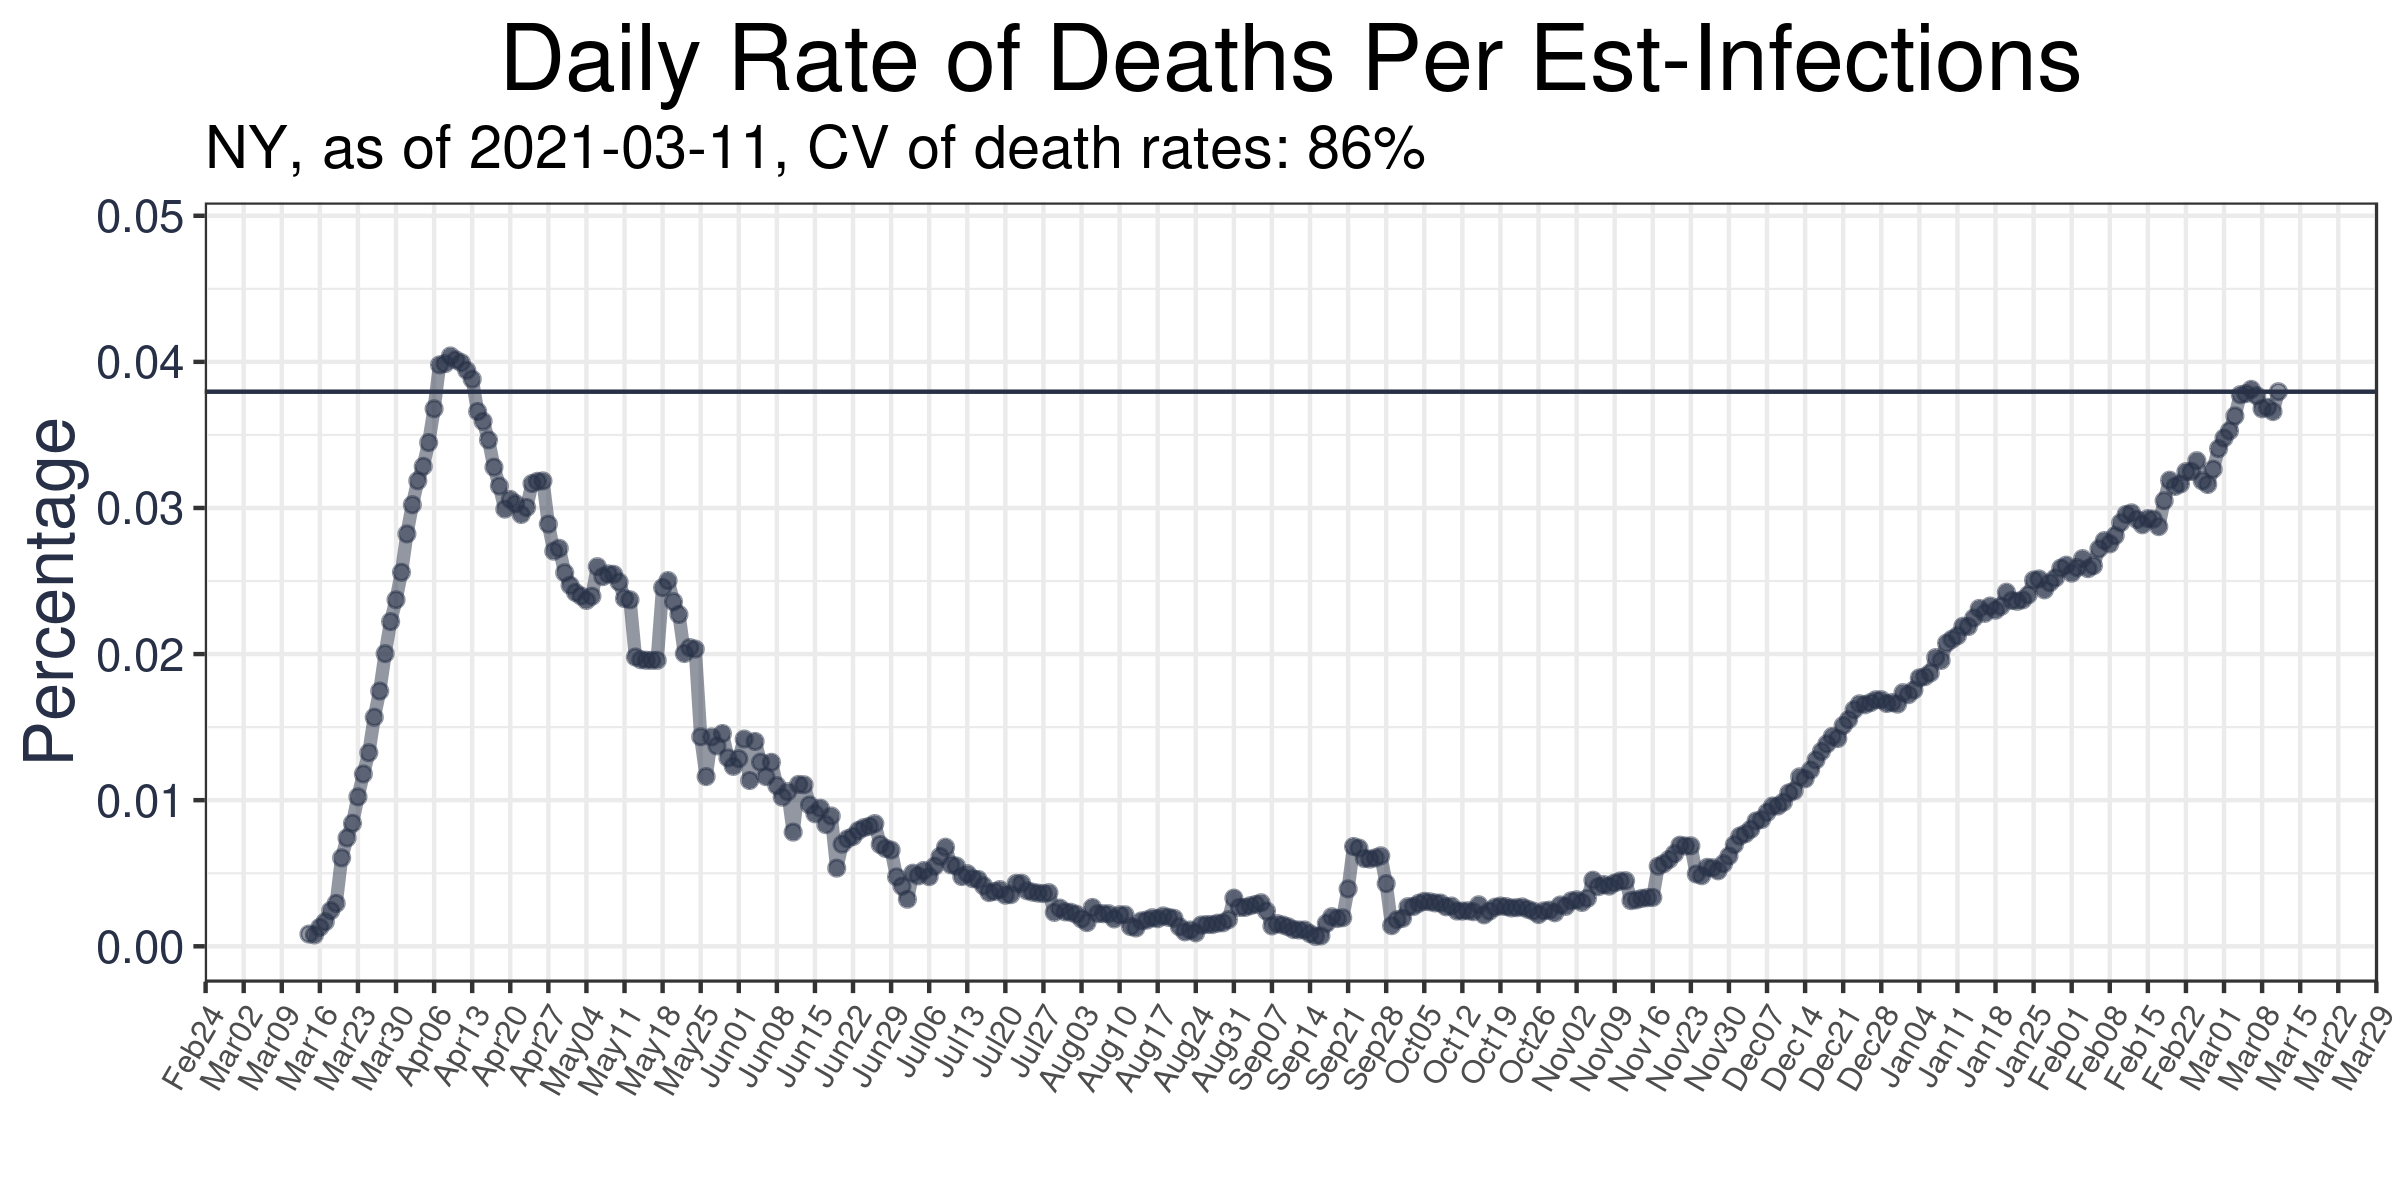 Daily Rate of Deaths Per Est-Infections
NY, as of 2021-03-11, CV of death rates: 86%
Percentage
0.05
0.04
0.03
0.02
0.01
0.00
Feb24
Mar02
Mar09
Mar16
Mar23
Mar30
Apr06
Apr13
Apr20
Apr27
May04
May11
May18
May25
Jun01
Jun08
Jun15
Jun22
Jun29
Jul06
Jul13
Jul20
Jul27
Aug03
Aug10
Aug17
Aug24
Aug31
Sep07
Sep14
Sep21
Sep28
Oct05
Oct12
Oct19
Oct26
Nov02
Nov09
Nov16
Nov23
Nov30
Dec07
Dec14
Dec21
Dec28
Jan04
Jan11
Jan18
Jan25
Feb01
Feb08
Feb15
Feb22
Mar01
Mar08
Mar15
Mar22
Mar29